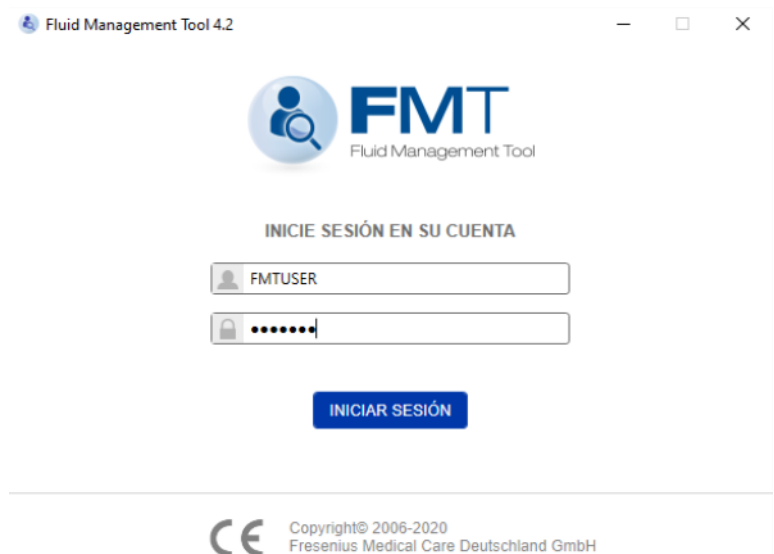 Fluid Management Tool 4.2
FMT
Fluid Management Tool
INICIE SESIÓN EN SU CUENTA
FMTUSER
•••••••
INICIAR SESIÓN
CE
Copyright© 2006-2020
Fresenius Medical Care Deutschland GmbH